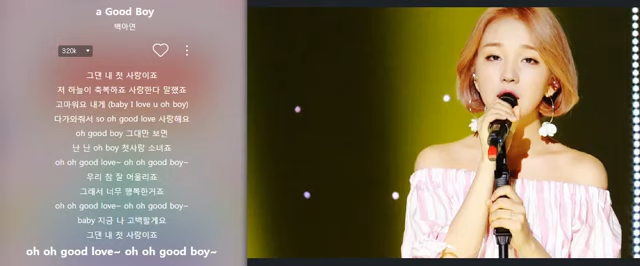 a Good Boy
백아연
320k
그댄 내 첫 사랑이죠
저 하늘이 축복하죠 사랑한다 말했죠
고마워요 내게 (baby I love u oh boy)
다가와줘서 so oh good love 사랑해요
oh good boy 그대만 보면
난 난 oh boy 첫사랑 소녀죠
oh oh good love~ oh oh good boy~
우리 참 잘 어울리죠
그래서 너무 행복한거죠
oh oh good love~ oh oh good boy~
baby 지금 나 고백할게요
그댄 내 첫 사랑이죠
oh oh good love~ oh oh good boy~